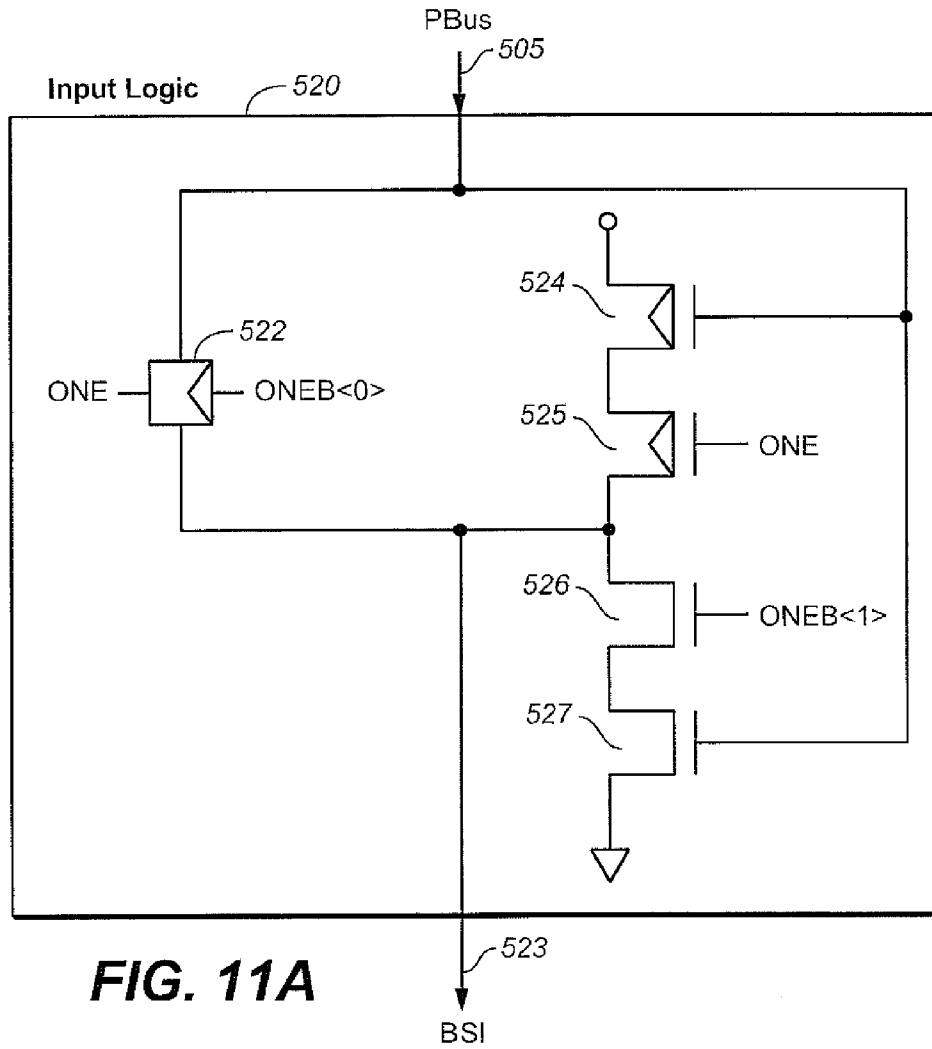 PBus
505
Input Logic
520
524
522
ONE
ONEB<0>
525
ONE
526
ONEB<1>
527
523
FIG. 11A
BSI